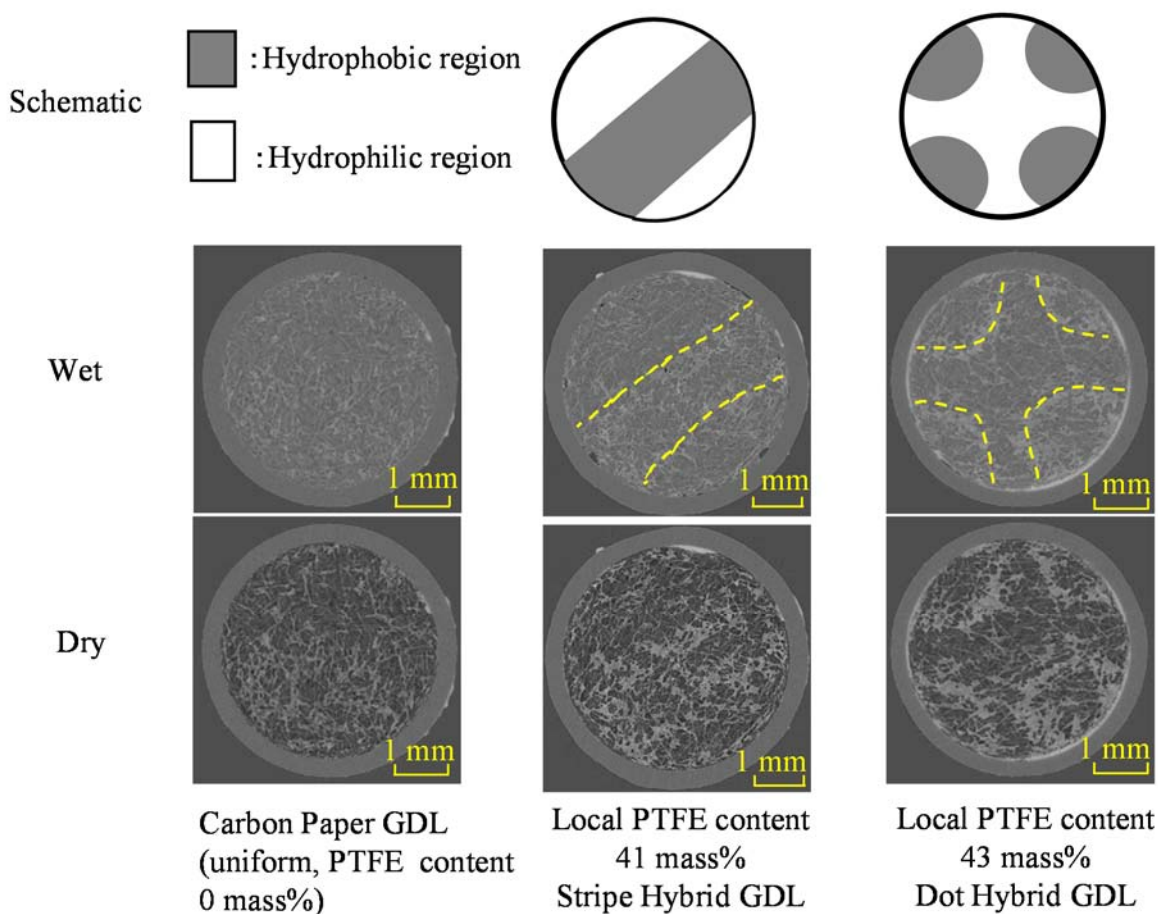 Schematic
: Hydrophobic region
: Hydrophilic region
Wet
1 mm
1 mm
1 mm
Dry
1 mm
1 mm
1 mm
Carbon Paper GDL
(uniform, PTFE content
0 mass%)
Local PTFE content
41 mass%
Stripe Hybrid GDL
Local PTFE content
43 mass%
Dot Hybrid GDL